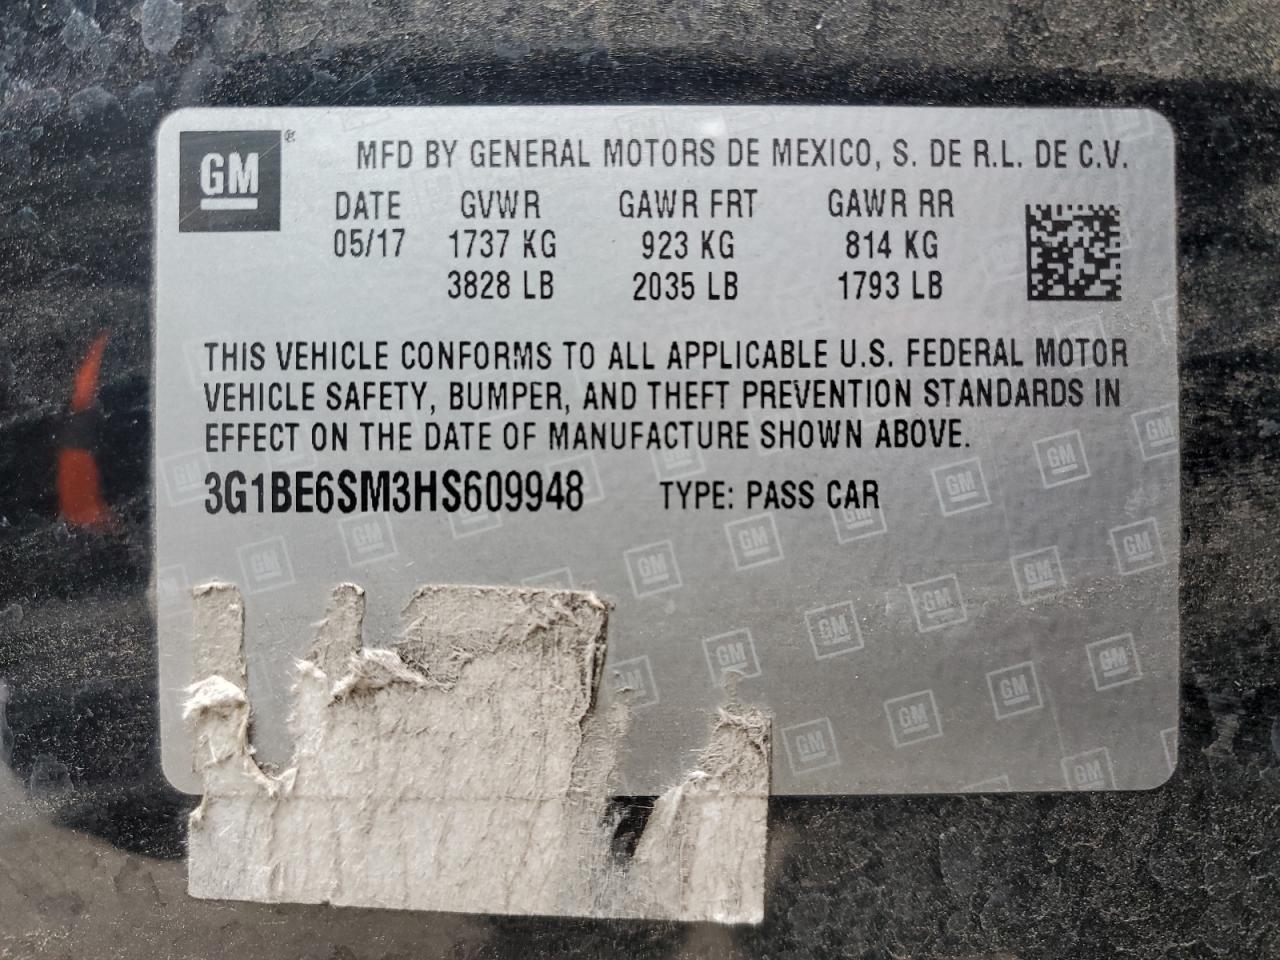 GM®
MFD BY GENERAL MOTORS DE MEXICO, S. DE R.L. DE C.V.
DATE GVWR GAWR FRT GAWR RR
05/17 1737 KG 923 KG 814 KG
3828 LB 2035 LB 1793 LB
THIS VEHICLE CONFORMS TO ALL APPLICABLE U.S. FEDERAL MOTOR
VEHICLE SAFETY, BUMPER, AND THEFT PREVENTION STANDARDS IN
EFFECT ON THE DATE OF MANUFACTURE SHOWN ABOVE.
3G1BE6SM3HS609948 TYPE: PASS CAR